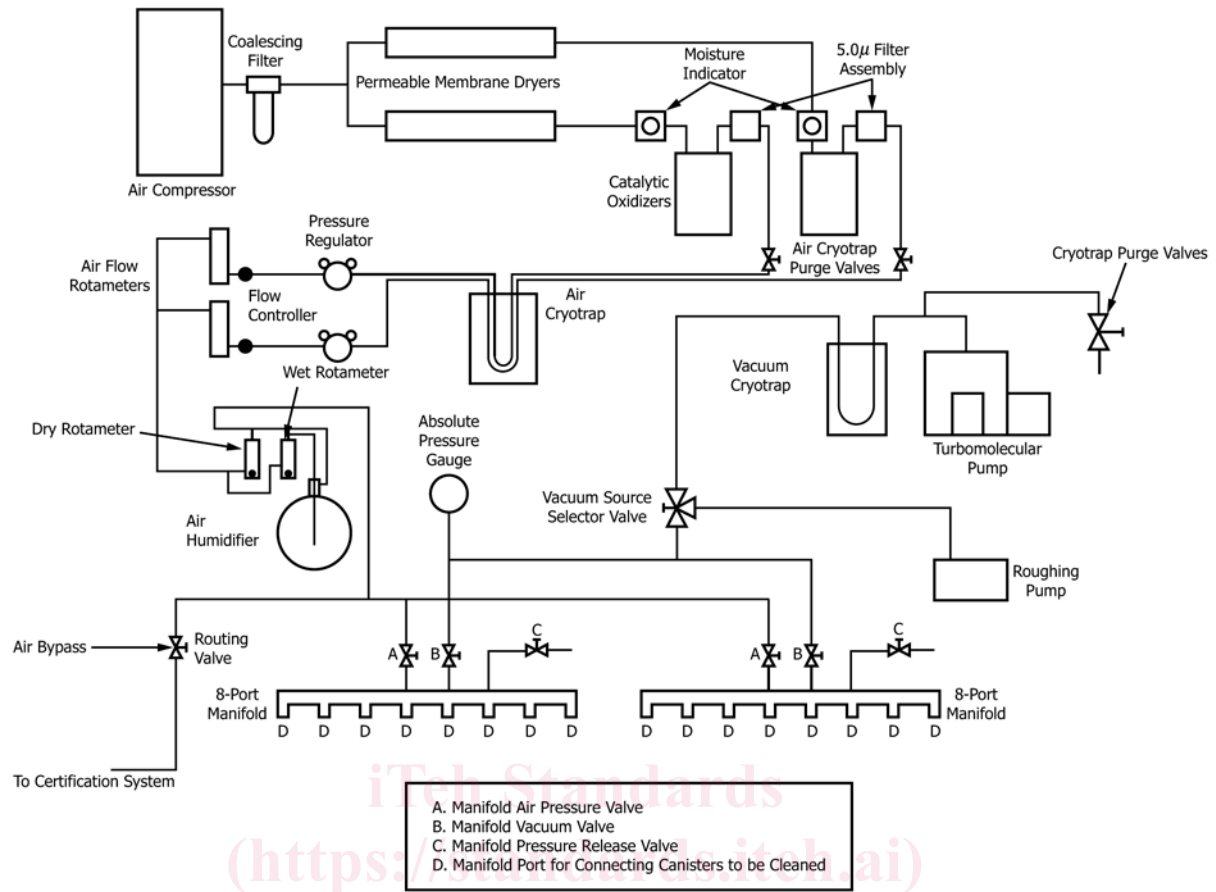 Coalescing
Filter
Moisture
Indicator
5.0µ Filter
Assembly
Permeable Membrane Dryers
Air Compressor
Catalytic
Oxidizers
Pressure
Regulator
Air Cryotrap
Purge Valves
Cryotrap Purge Valves
Air Flow
Rotameters
Flow
Controller
Air
Cryotrap
Wet Rotameter
Vacuum
Cryotrap
Dry Rotameter
Absolute
Pressure
Gauge
Turbomolecular
Pump
Vacuum Source
Selector Valve
Air
Humidifier
Roughing
Pump
Air Bypass
Routing
Valve
A
B
C
A
B
C
8-Port
Manifold
8-Port
Manifold
D D D D D D D D
D D D D D D D D
To Certification System
iTeh Standards
(https://standards.iteh.ai)
A. Manifold Air Pressure Valve
B. Manifold Vacuum Valve
C. Manifold Pressure Release Valve
D. Manifold Port for Connecting Canisters to be Cleaned